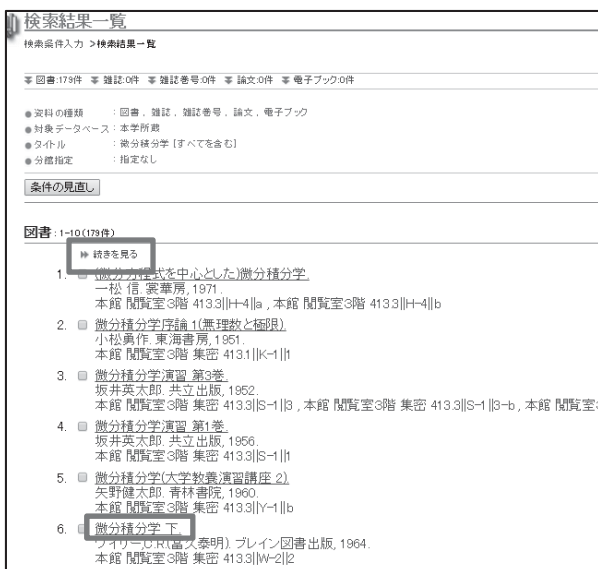 検索結果一覧
検索条件入力 >検索結果一覧
図書:179件 雑誌:0件 雑誌巻号:0件 論文:0件 電子ブック:0件
●資料の種類 : 図書, 雑誌, 雑誌巻号, 論文, 電子ブック
●対象データベース : 本学所蔵
●タイトル : 微分積分学 [すべてを含む]
●分館指定 : 指定なし
条件の見直し
図書 : 1-10(179件)
続きを見る
1. (微分方程式を中心とした)微分積分学.
一松 信. 裳華房, 1971.
本館 閲覧室3階 413.3||H-4||a , 本館 閲覧室3階 413.3||H-4||b
2. 微分積分学序論 1(無理数と極限).
小松勇作. 東海書房, 1951.
本館 閲覧室3階 集密 413.1||K-1||1
3. 微分積分学演習 第3巻.
坂井英太郎. 共立出版, 1952.
本館 閲覧室3階 集密 413.3||S-1||3 , 本館 閲覧室3階 集密 413.3||S-1||3-b , 本館 閲覧室
4. 微分積分学演習 第1巻.
坂井英太郎. 共立出版, 1956.
本館 閲覧室3階 集密 413.3||S-1||1
5. 微分積分学(大学教養演習講座 2)
矢野健太郎. 青林書院, 1960.
本館 閲覧室3階 集密 413.3||Y-1||b
6. 微分積分学 下.
ワイリー,C.R.(富久泰明). ブレイン図書出版, 1964.
本館 閲覧室3階 集密 413.3||W-2||2